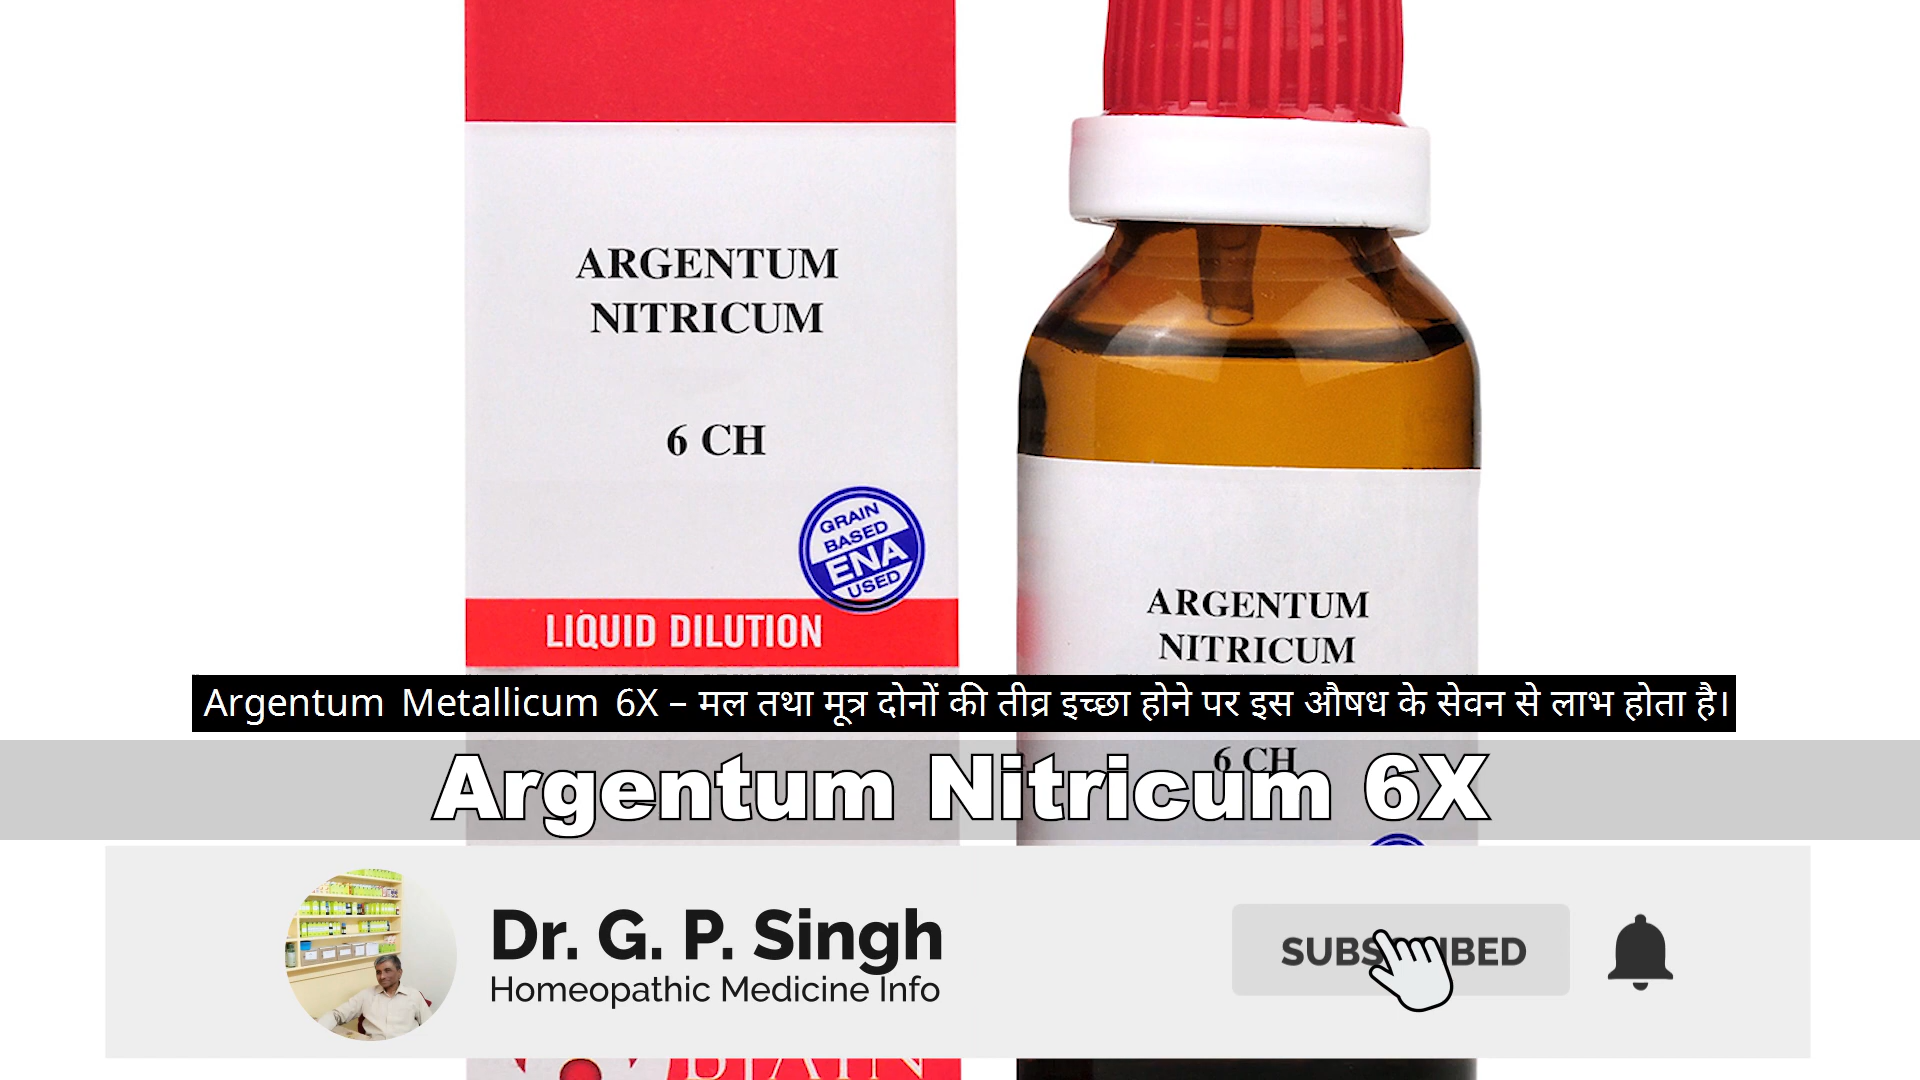 ARGENTUM
NITRICUM
6 CH
GRAIN
BASED
ENA
USED
LIQUID DILUTION
ARGENTUM
NITRICUM
6 CH
Argentum Metallicum 6X – मल तथा मूत्र दोनों की तीव्र इच्छा होने पर इस औषध के सेवन से लाभ होता है।
Argentum Nitricum 6X
Dr. G. P. Singh
Homeopathic Medicine Info